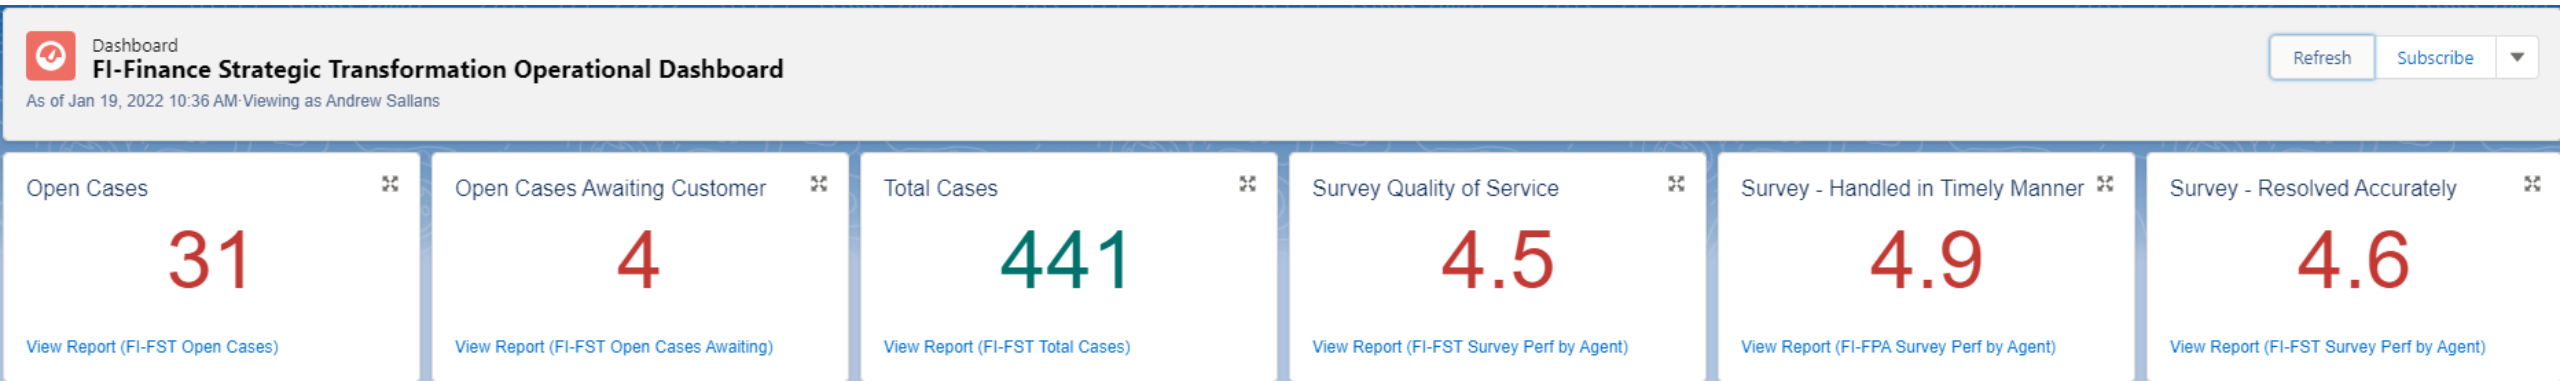 Dashboard
FI-Finance Strategic Transformation Operational Dashboard
As of Jan 19, 2022 10:36 AM·Viewing as Andrew Sallans
Refresh
Subscribe
Open Cases
31
View Report (FI-FST Open Cases)
Open Cases Awaiting Customer
4
View Report (FI-FST Open Cases Awaiting)
Total Cases
441
View Report (FI-FST Total Cases)
Survey Quality of Service
4.5
View Report (FI-FST Survey Perf by Agent)
Survey - Handled in Timely Manner
4.9
View Report (FI-FPA Survey Perf by Agent)
Survey - Resolved Accurately
4.6
View Report (FI-FST Survey Perf by Agent)